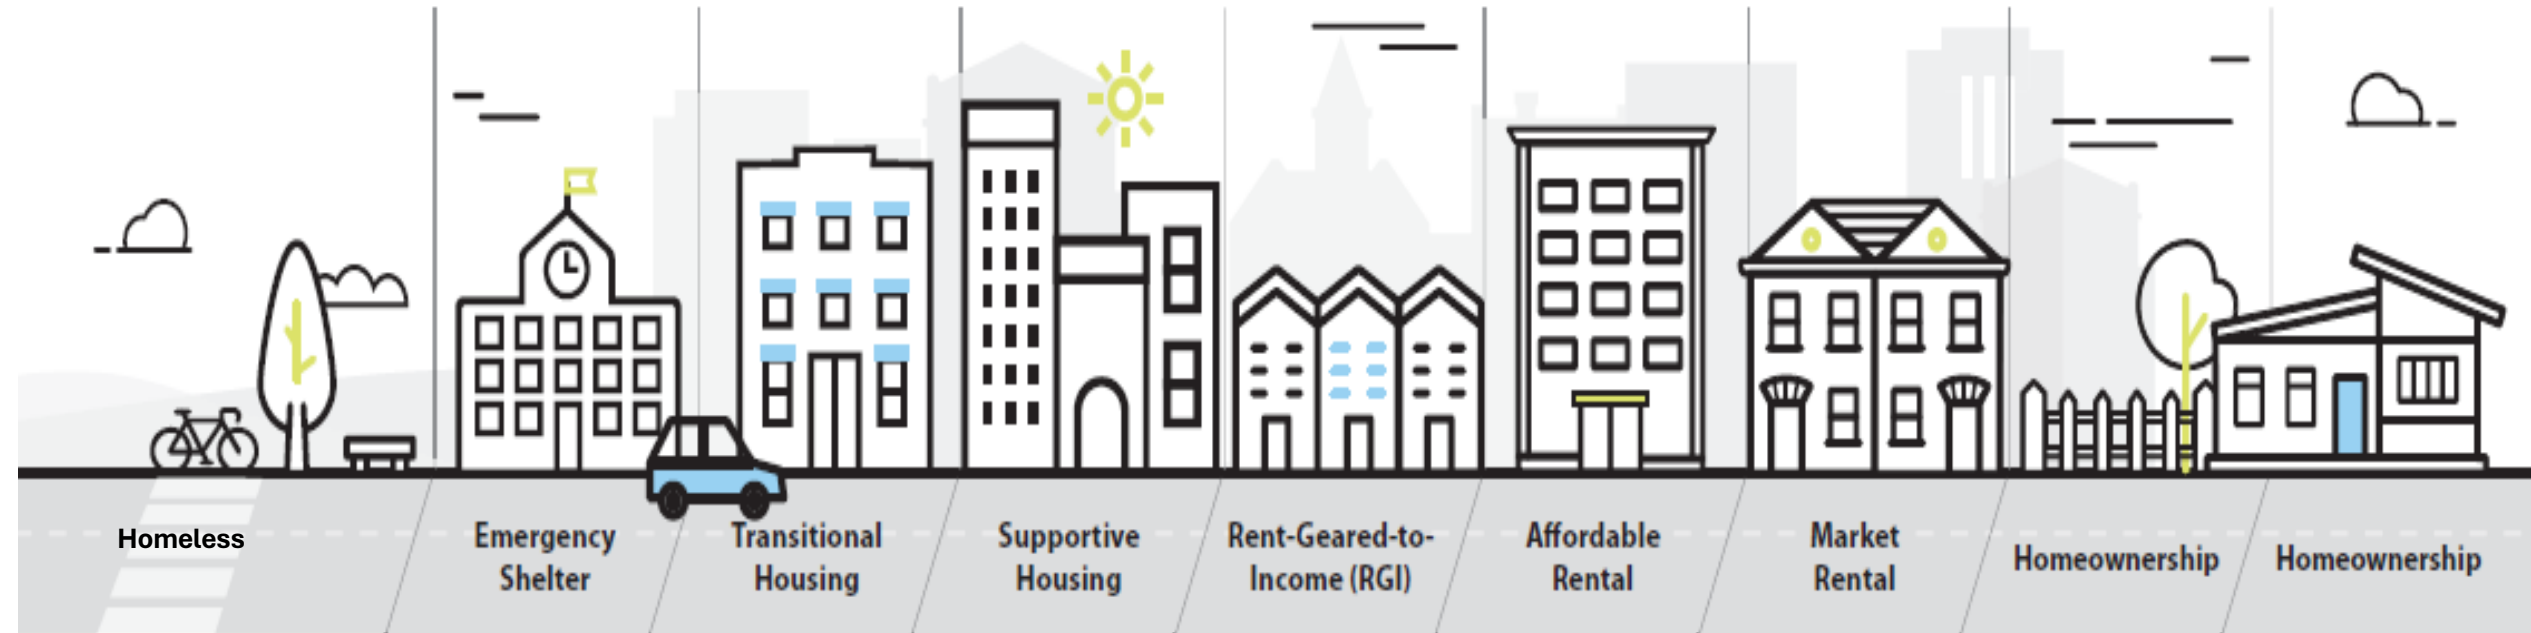 Homeless
Emergency
Shelter
Transitional
Housing
Supportive
Housing
Rent-Geared-to-
Income (RGI)
Affordable
Rental
Market
Rental
Homeownership
Homeownership